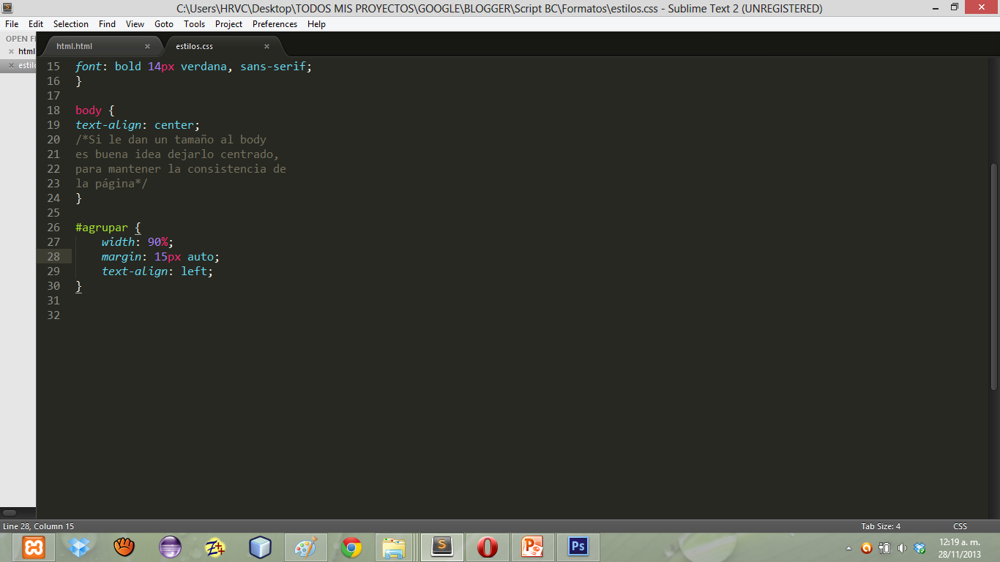 C:\Users\HRVC\Desktop\TODOS MIS PROYECTOS\GOOGLE\BLOGGER\Script BC\Formatos\estilos.css - Sublime Text 2 (UNREGISTERED)
File Edit Selection Find View Goto Tools Project Preferences Help
OPEN FI
html
estilo
html.html
estilos.css
15 font: bold 14px verdana, sans-serif;
16 }
17
18 body {
19 text-align: center;
20 /*Si le dan un tamaño al body
21 es buena idea dejarlo centrado,
22 para mantener la consistencia de
23 la página*/
24 }
25
26 #agrupar {
27 width: 90%;
28 margin: 15px auto;
29 text-align: left;
30 }
31
32
Line 28, Column 15 Tab Size: 4 CSS
Ps
12:19 a. m.
28/11/2013